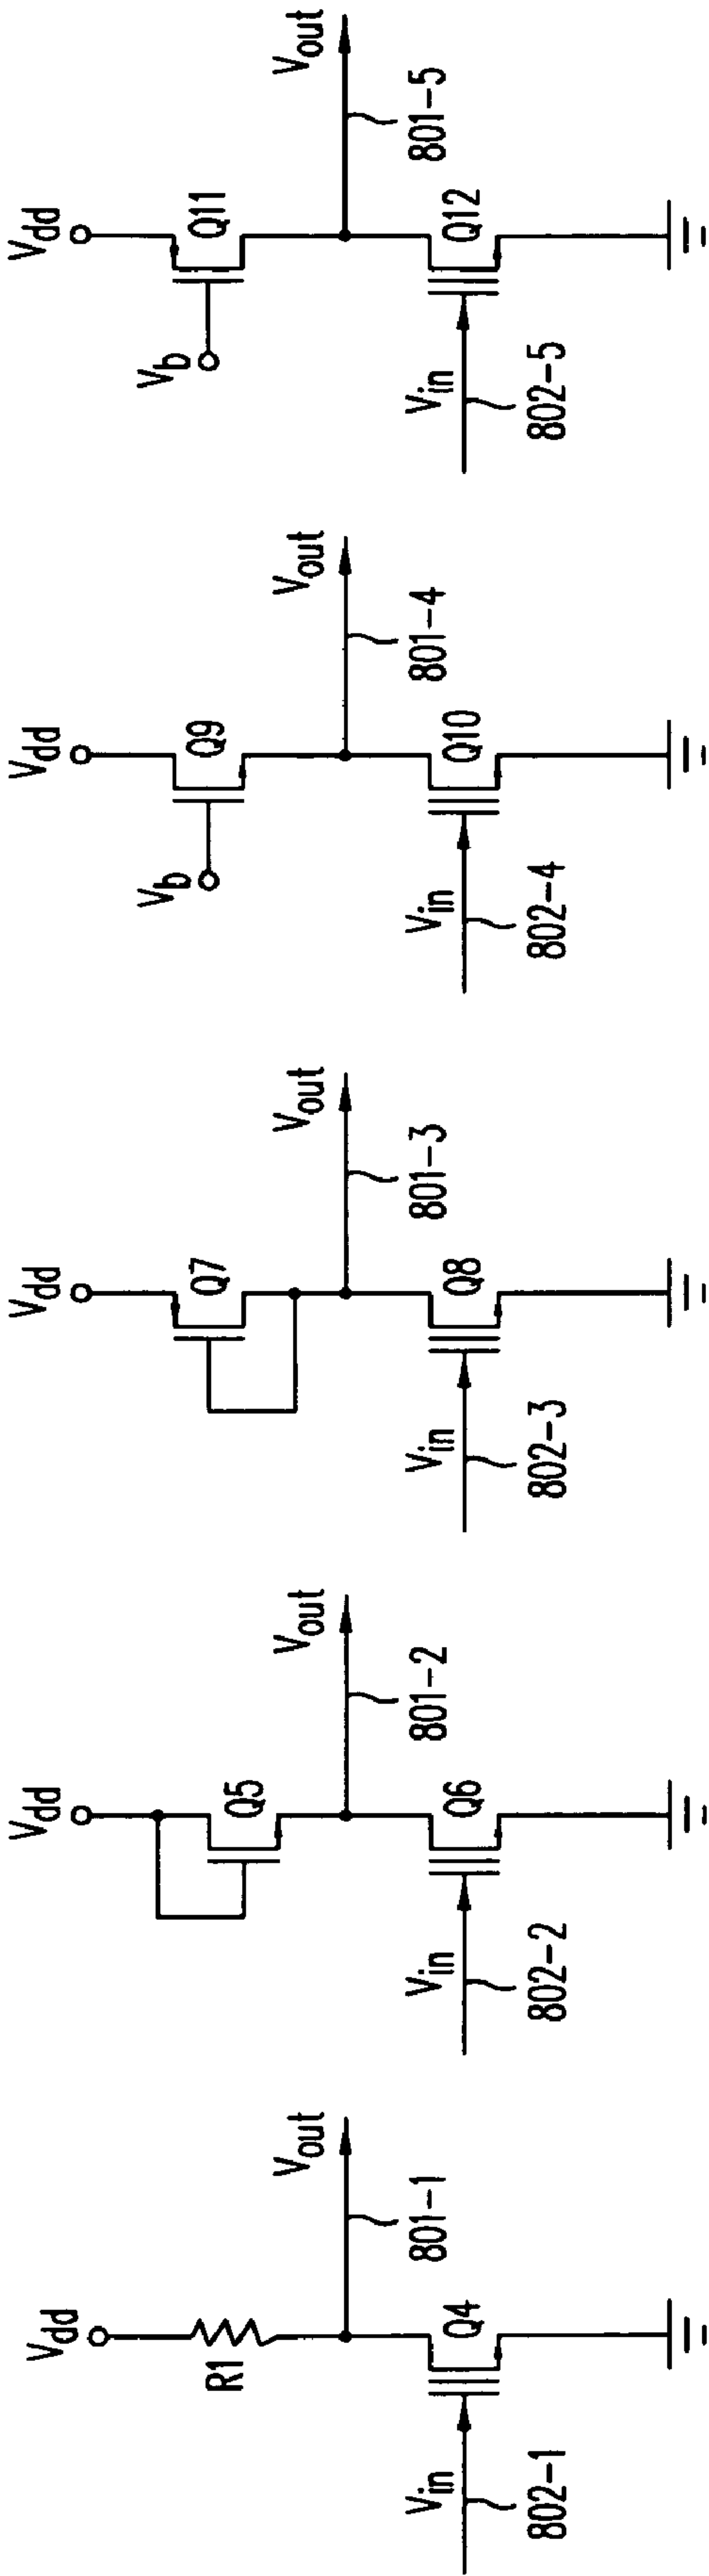 Vdd
R1
Vout
801-1
Q4
Vin
802-1
Vdd
Q5
Vout
801-2
Q6
Vin
802-2
Vdd
Q7
Vout
801-3
Q8
Vin
802-3
Vdd
Q9
Vb
Vout
801-4
Q10
Vin
802-4
Vdd
Q11
Vb
Vout
801-5
Q12
Vin
802-5